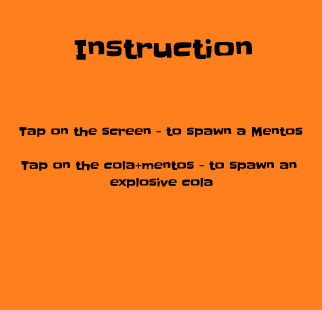 Instruction
Tap on the screen - to spawn a Mentos
Tap on the cola+mentos - to spawn an
explosive cola